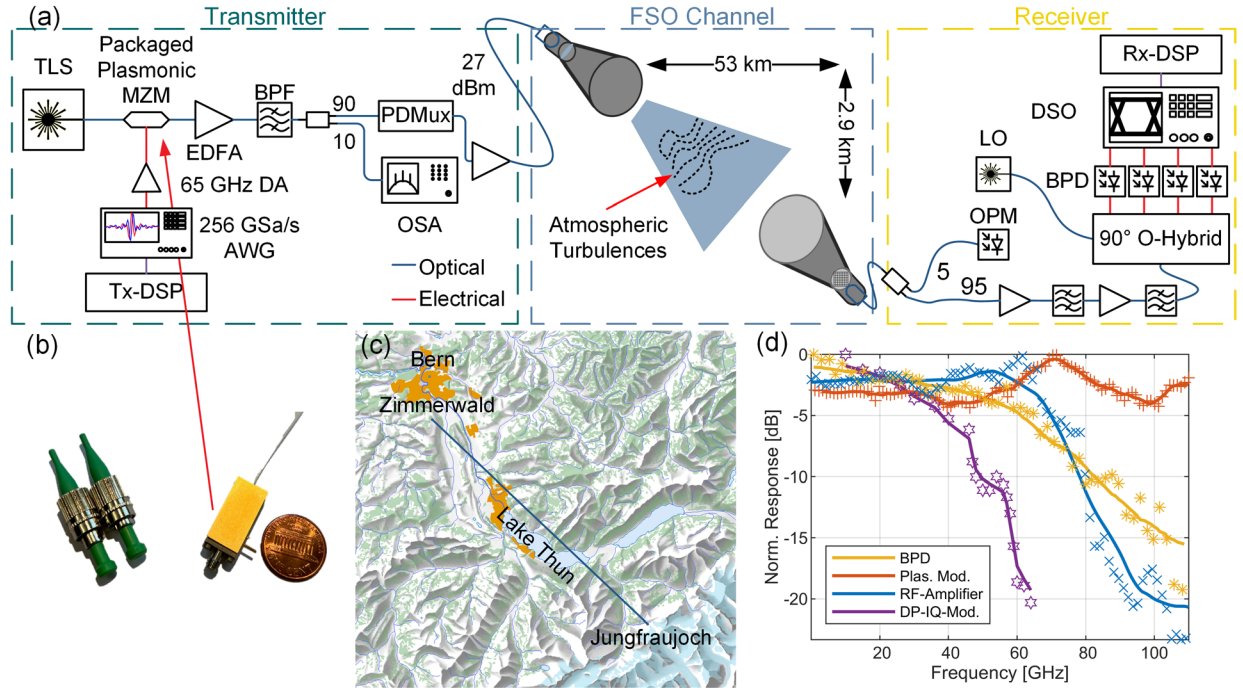 (a)
Transmitter
FSO Channel
Receiver
TLS
Packaged
Plasmonic
MZM
EDFA
BPF
90
10
PDMux
OSA
27
dBm
65 GHz DA
256 GSa/s
AWG
Tx-DSP
Optical
Electrical
53 km
2.9 km
Atmospheric
Turbulences
Rx-DSP
DSO
LO
BPD
OPM
90° O-Hybrid
5
95
(b)
(c)
Bern
Zimmerwald
Lake Thun
Jungfraujoch
(d)
Norm. Response [dB]
0
-5
-10
-15
-20
BPD
Plas. Mod.
RF-Amplifier
DP-IQ-Mod.
20
40
60
80
100
Frequency [GHz]